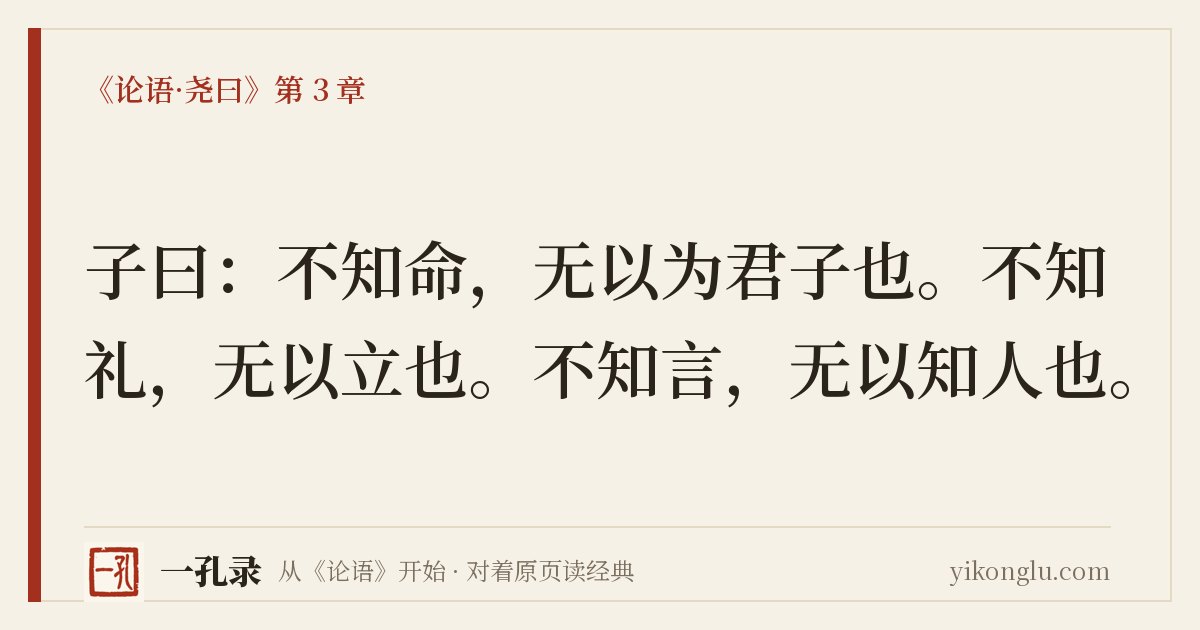 《论语·尧曰》第 3 章
子曰：不知命，无以为君子也。不知
礼，无以立也。不知言，无以知人也。
一孔
一孔录 从《论语》开始 · 对着原页读经典 yikonglu.com